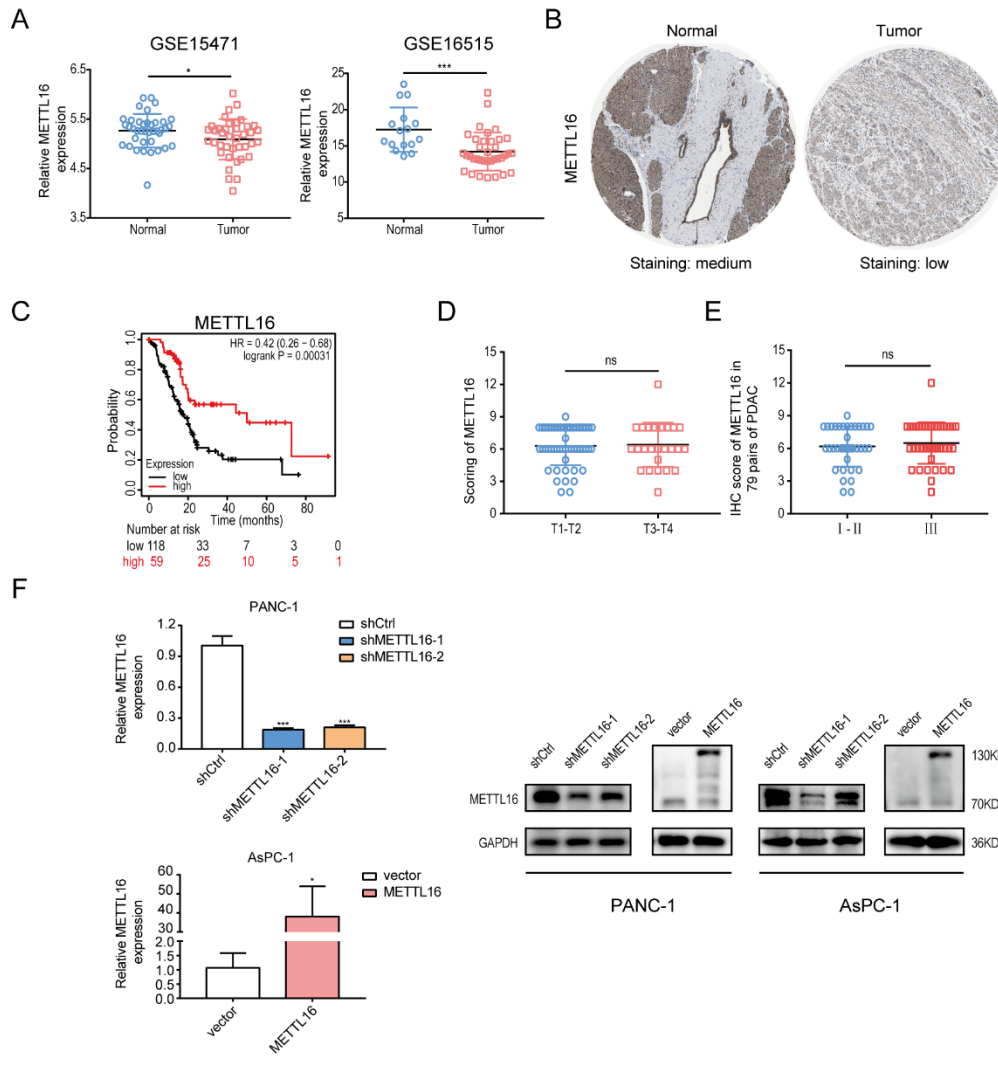 A
GSE15471
Relative METTL16
expression
6.5
5.5
4.5
3.5
*
Normal
Tumor
GSE16515
Relative METTL16
expression
25
20
15
10
5
***
Normal
Tumor
B
Normal
Tumor
METTL16
Staining: medium
Staining: low
C
METTL16
HR = 0.42 (0.26 − 0.68)
logrank P = 0.00031
Probability
1.0
0.8
0.6
0.4
0.2
0.0
Expression
low
high
0
20
40
60
80
Time (months)
Number at risk
low 118 33 7 3 0
high 59 25 10 5 1
D
Scoring of METTL16
15
12
9
6
3
0
ns
T1-T2
T3-T4
E
IHC score of METTL16 in
79 pairs of PDAC
15
12
9
6
3
0
ns
Ⅰ - Ⅱ
Ⅲ
F
PANC-1
Relative METTL16
expression
1.2
0.9
0.6
0.3
0.0
shCtrl
shMETTL16-1
shMETTL16-2
***
***
shCtrl
shMETTL16-1
shMETTL16-2
AsPC-1
Relative METTL16
expression
60
50
40
30
2.0
1.5
1.0
0.5
0.0
vector
METTL16
*
vector
METTL16
shCtrl
shMETTL16-1
shMETTL16-2
vector
METTL16
shCtrl
shMETTL16-1
shMETTL16-2
vector
METTL16
130KD
METTL16
70KD
GAPDH
36KD
PANC-1
AsPC-1